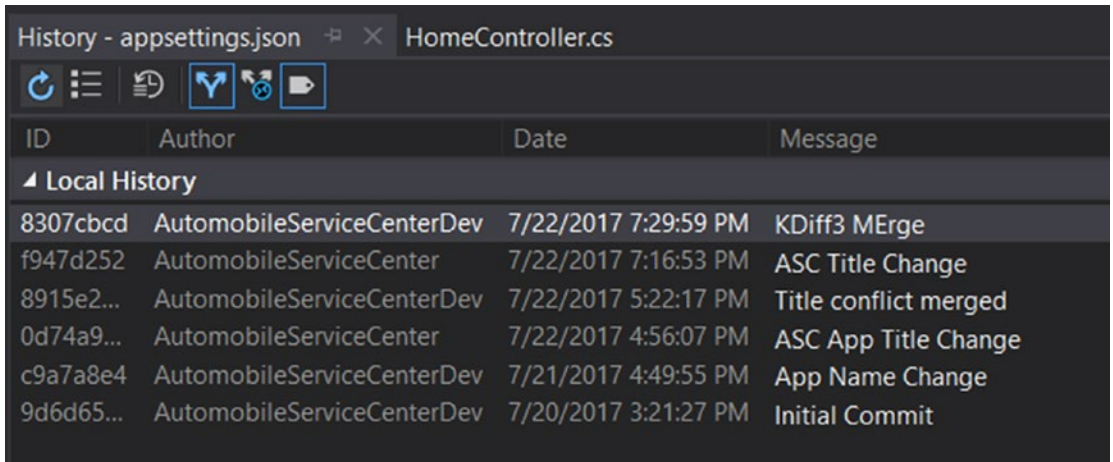 History - appsettings.json HomeController.cs
ID Author Date Message
Local History
8307cbcd AutomobileServiceCenterDev 7/22/2017 7:29:59 PM KDiff3 MErge
f947d252 AutomobileServiceCenter 7/22/2017 7:16:53 PM ASC Title Change
8915e2... AutomobileServiceCenterDev 7/22/2017 5:22:17 PM Title conflict merged
0d74a9... AutomobileServiceCenter 7/22/2017 4:56:07 PM ASC App Title Change
c9a7a8e4 AutomobileServiceCenterDev 7/21/2017 4:49:55 PM App Name Change
9d6d65... AutomobileServiceCenterDev 7/20/2017 3:21:27 PM Initial Commit